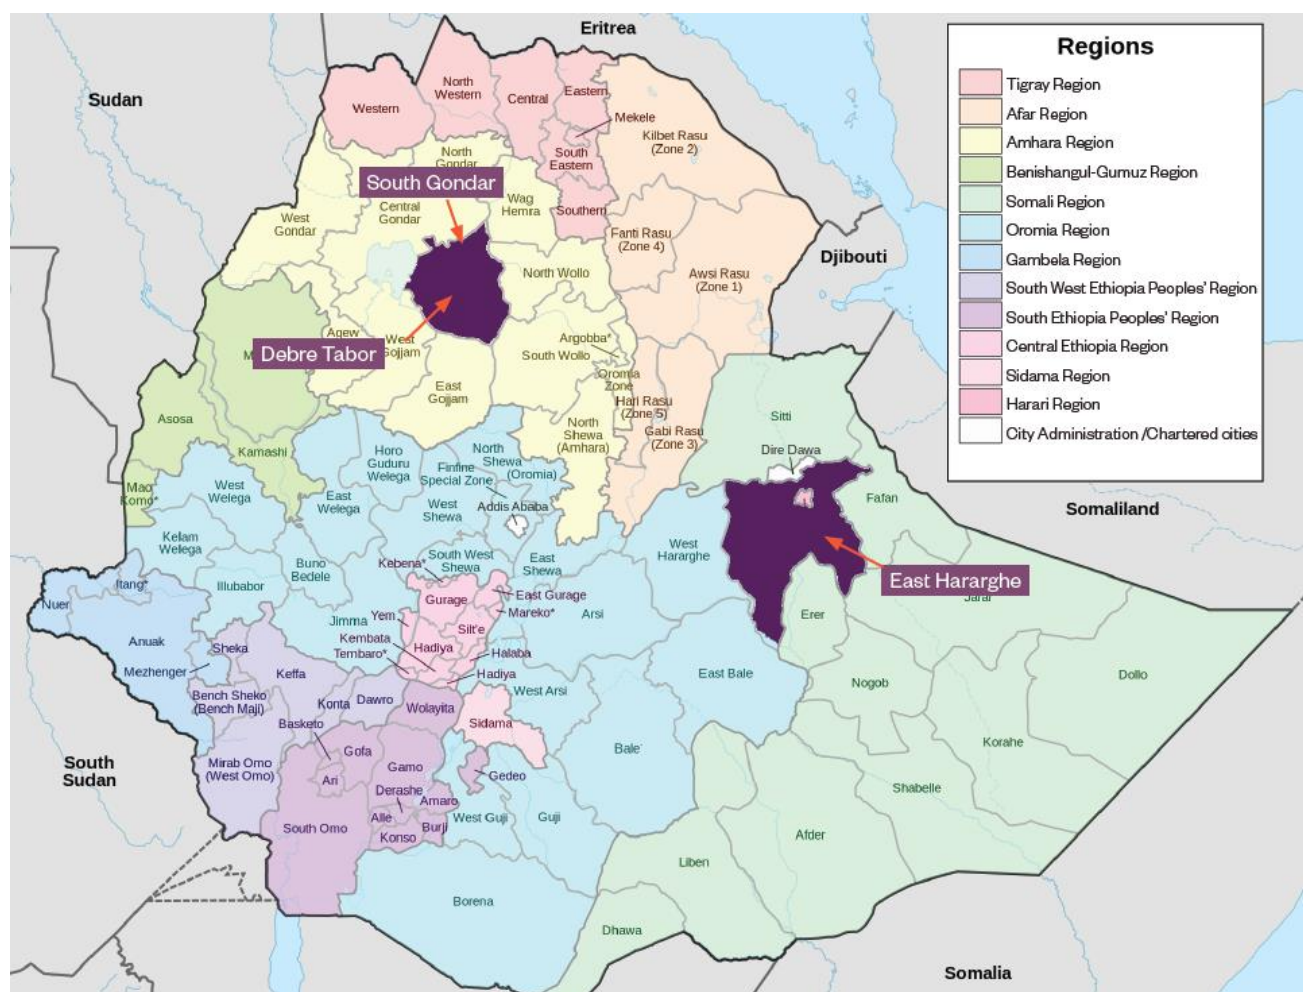 Eritrea
Sudan
Regions
Tigray Region
Afar Region
Amhara Region
Benishangul-Gumuz Region
Somali Region
Oromia Region
Gambela Region
South West Ethiopia Peoples' Region
South Ethiopia Peoples' Region
Central Ethiopia Region
Sidama Region
Harari Region
City Administration /Chartered cities
North
Western
Western
Central
Eastern
Mekele
South
Eastern
Southern
Kilbet Rasu
(Zone 2)
North
Gondar
South Gondar
Central
Gondar
Wag
Hemra
West
Gondar
Fanti Rasu
(Zone 4)
Awsi Rasu
(Zone 1)
Djibouti
North Wollo
Agew
West
Gojjam
Debre Tabor
Argobba*
South Wollo
Oromia
Zone
East
Gojjam
Hari Rasu
(Zone 5)
Gabi Rasu
(Zone 3)
North
Shewa
(Amhara)
Sitti
Dire Dawa
Asosa
Kamashi
Mao
Komo*
Horo
Guduru
Welega
North
Shewa
(Oromia)
Finfine
Special Zone
Addis Ababa
West
Welega
East
Welega
West
Shewa
Fafan
Somaliland
Kelam
Welega
Buno
Bedele
South West
Shewa
East
Shewa
West
Hararghe
East Hararghe
Jarar
Kebena*
Itang*
Nuer
Illubabor
Gurage
East Gurage
Mareko*
Arsi
Erer
Jimma
Yem
Silt'e
Kembata
Hadiya
Tembaro*
Halaba
Hadiya
Anuak
Sheka
Mezhenger
Keffa
West Arsi
East Bale
Nogob
Dollo
Bench Sheko
(Bench Maji)
Konta
Dawro
Wolayita
Basketo
Sidama
Korahe
Gofa
Bale
South
Sudan
Mirab Omo
(West Omo)
Ari
Gamo
Gedeo
Derashe
Amaro
Shabelle
South Omo
Alle
Burji
Konso
West Guji
Guji
Afder
Liben
Borena
Dhawa
Somalia